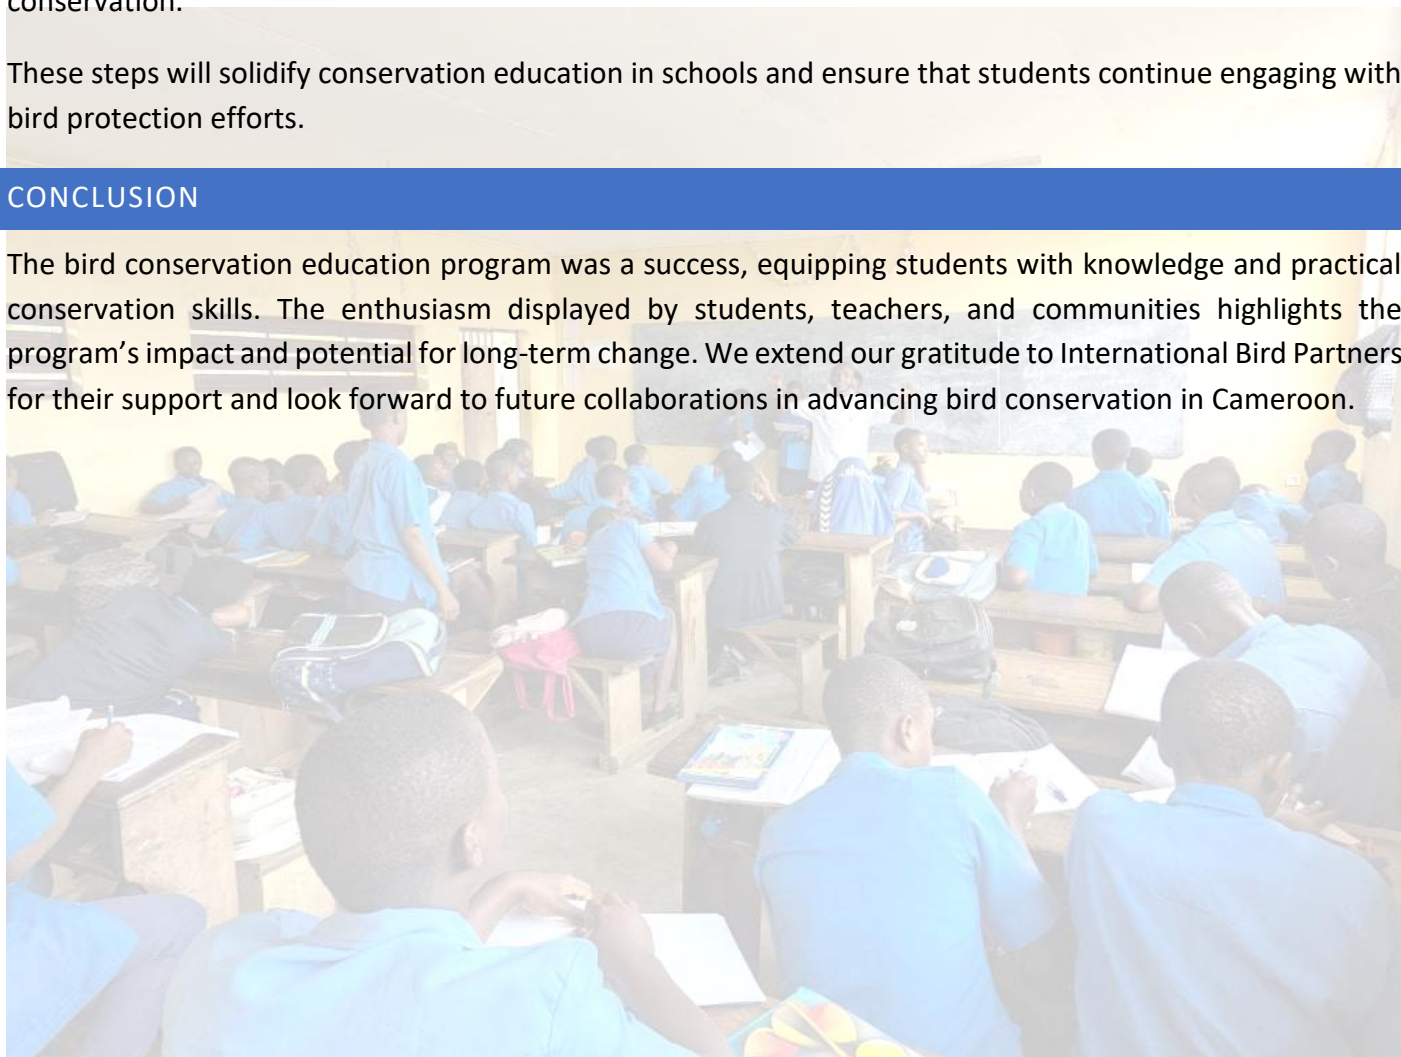 conservation.
These steps will solidify conservation education in schools and ensure that students continue engaging with
bird protection efforts.
CONCLUSION
The bird conservation education program was a success, equipping students with knowledge and practical
conservation skills. The enthusiasm displayed by students, teachers, and communities highlights the
program’s impact and potential for long-term change. We extend our gratitude to International Bird Partners
for their support and look forward to future collaborations in advancing bird conservation in Cameroon.